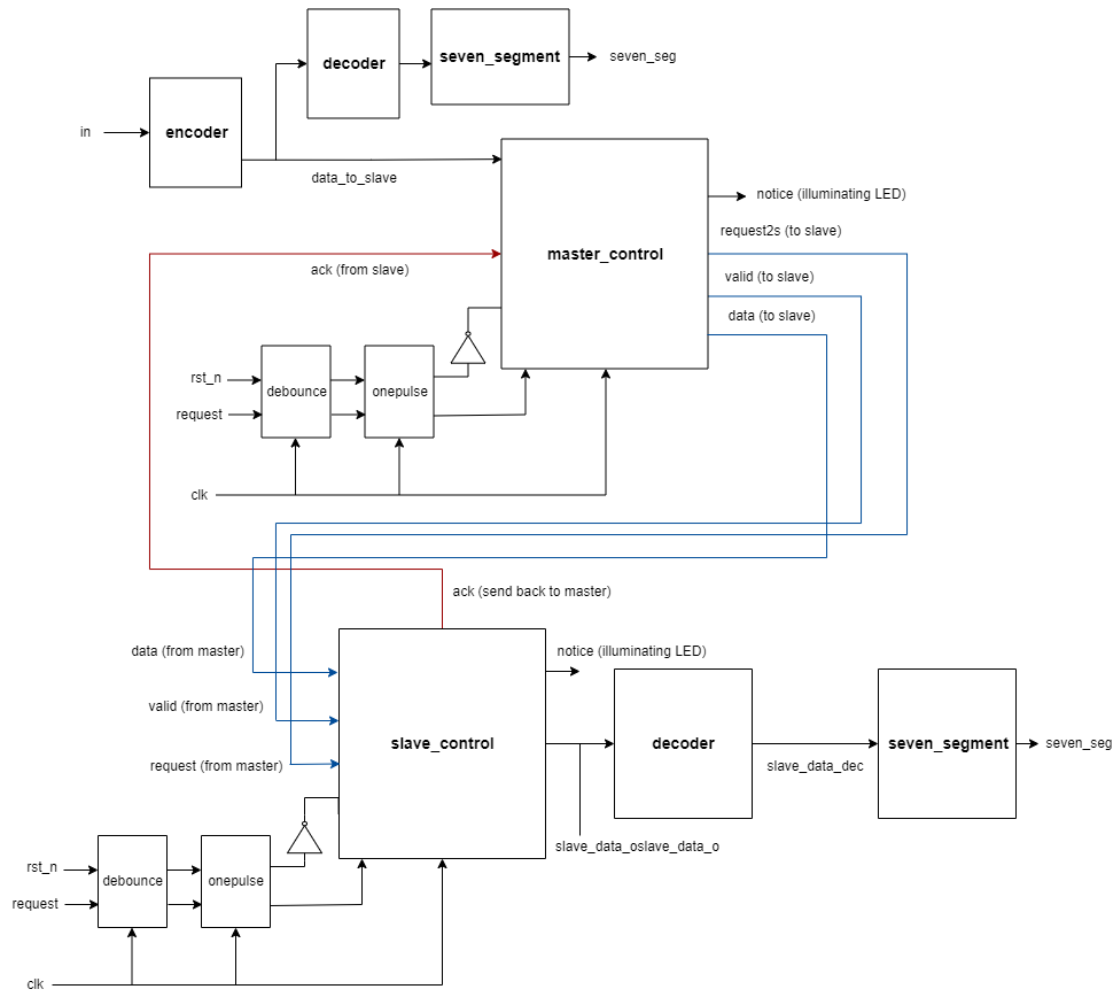 decoder
seven_segment
seven_seg
in
encoder
data_to_slave
notice (illuminating LED)
request2s (to slave)
master_control
ack (from slave)
valid (to slave)
data (to slave)
rst_n
debounce
onepulse
request
clk
ack (send back to master)
data (from master)
notice (illuminating LED)
valid (from master)
slave_control
decoder
seven_segment
seven_seg
request (from master)
slave_data_dec
slave_data_oslave_data_o
rst_n
debounce
onepulse
request
clk